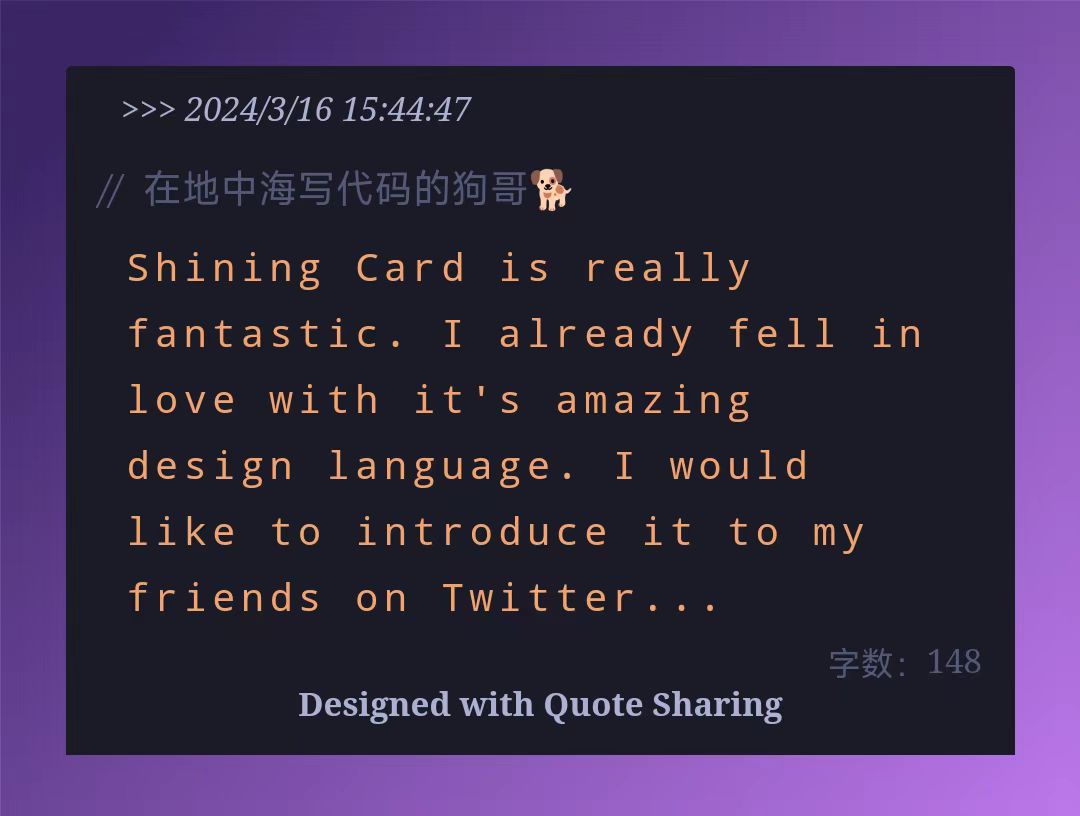 >>> 2024/3/16 15:44:47
// 在地中海写代码的狗哥🐕
Shining Card is really
fantastic. I already fell in
love with it's amazing
design language. I would
like to introduce it to my
friends on Twitter...
字数：148
Designed with Quote Sharing